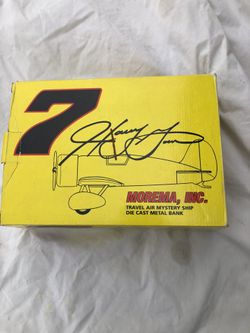 7
MOREMA, INC.
TRAVEL AIR MYSTERY SHIP
DIE CAST METAL BANK